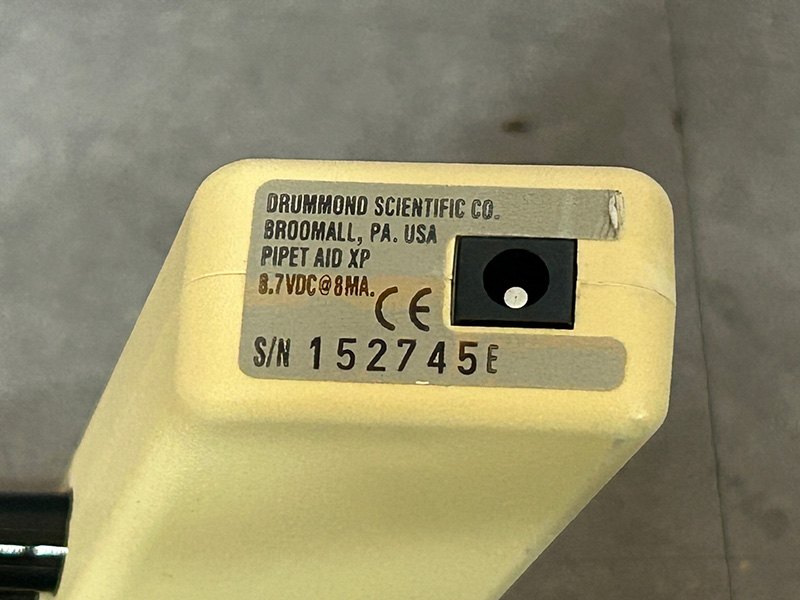 DRUMMOND SCIENTIFIC CO.
BROOMALL, PA. USA
PIPET AID XP
8.7VDC@8MA.
CE
S/N 152745E